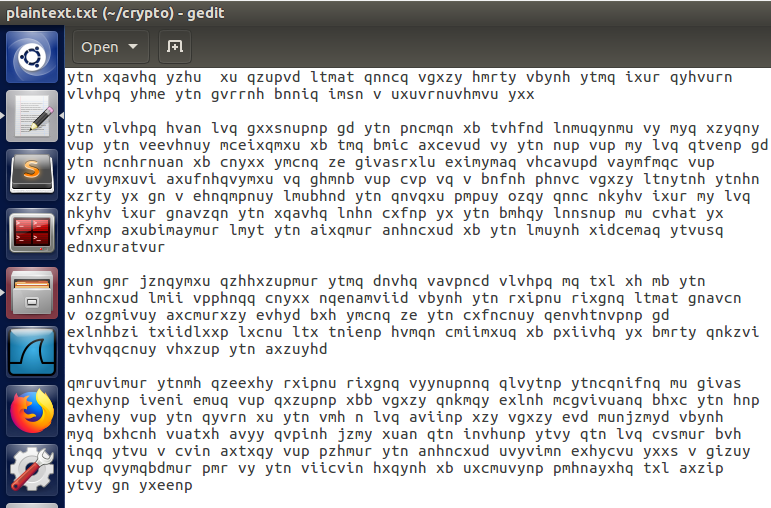 plaintext.txt (~/crypto) - gedit
Open
ytn xqavhq yzhu  xu qzupvd ltmat qnncq vgxzy hmrty vbynh ytmq ixur qyhvurn
vlvhpq yhme ytn gvrrnh bnniq imsn v uxuvrnuvhmvu yxx
ytn vlvhpq hvan lvq gxxsnupnp gd ytn pncmqn xb tvhfnd lnmuqynmu vy myq xzyqny
vup ytn veevhnuy mceixqmxu xb tmq bmic axcevud vy ytn nup vup my lvq qtvenp gd
ytn ncnhrnuan xb cnyxx ymcnq ze givasrxlu eximymaq vhcavupd vaymfmqc vup
v uvymxuvi axufnhqvymxu vq ghmnb vup cvp vq v bnfnh phnvc vgxzy ltnytnh ytnhn
xzrty yx gn v ehnqmpnuy lmubhnd ytn qnvqxu pmpuy ozqy qnnc nkyhv ixur my lvq
nkyhv ixur gnavzqn ytn xqavhq lnhn cxfnp yx ytn bmhqy lnnsnup mu cvhat yx
vfxmp axubimaymur lmyt ytn aixqmur anhncxud xb ytn lmuynh xidcemaq ytvusq
ednxuratvur
xun gmr jznqymxu qzhhxzupmur ytmq dnvhq vavpncd vlvhpq mq txl xh mb ytn
anhncxud lmii vpphnqq cnyxx nqenamviid vbynh ytn rxipnu rixgnq ltmat gnavcn
v ozgmivuy axcmurxzy evhyd bxh ymcnq ze ytn cxfncnuy qenvhtnvpnp gd
exlnhbzi txiidlxxp lxcnu ltx tnienp hvmqn cmiimxuq xb pxiivhq yx bmrty qnkzvi
tvhvqqcnuy vhxzup ytn axzuyhd
qmruvimur ytnmh qzeexhy rxipnu rixgnq vyynupnnq qlvytnp ytncqnifnq mu givas
qexhynp iveni emuq vup qxzupnp xbb vgxzy qnkmqy exlnh mcgvivuanq bhxc ytn hnp
avheny vup ytn qyvrn xu ytn vmh n lvq aviinp xzy vgxzy evd munjzmyd vbynh
myq bxhcnh vuatxh avyy qvpinh jzmy xuan qtn invhunp ytvy qtn lvq cvsmur bvh
inqq ytvu v cvin axtxqy vup pzhmur ytn anhncxud uvyvimn exhycvu yxxs v gizuy
vup qvymqbdmur pmr vy ytn viicvin hxqynh xb uxcmuvynp pmhnayxhq txl axzip
ytvy gn yxeenp